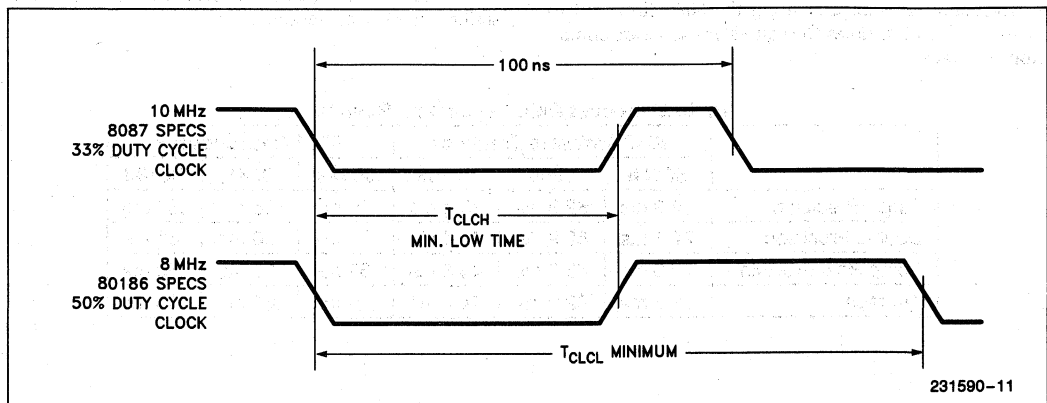 100 ns
10 MHz
8087 SPECS
33% DUTY CYCLE
CLOCK
TCLCH
MIN. LOW TIME
8 MHz
80186 SPECS
50% DUTY CYCLE
CLOCK
TCLCL MINIMUM
231590-11